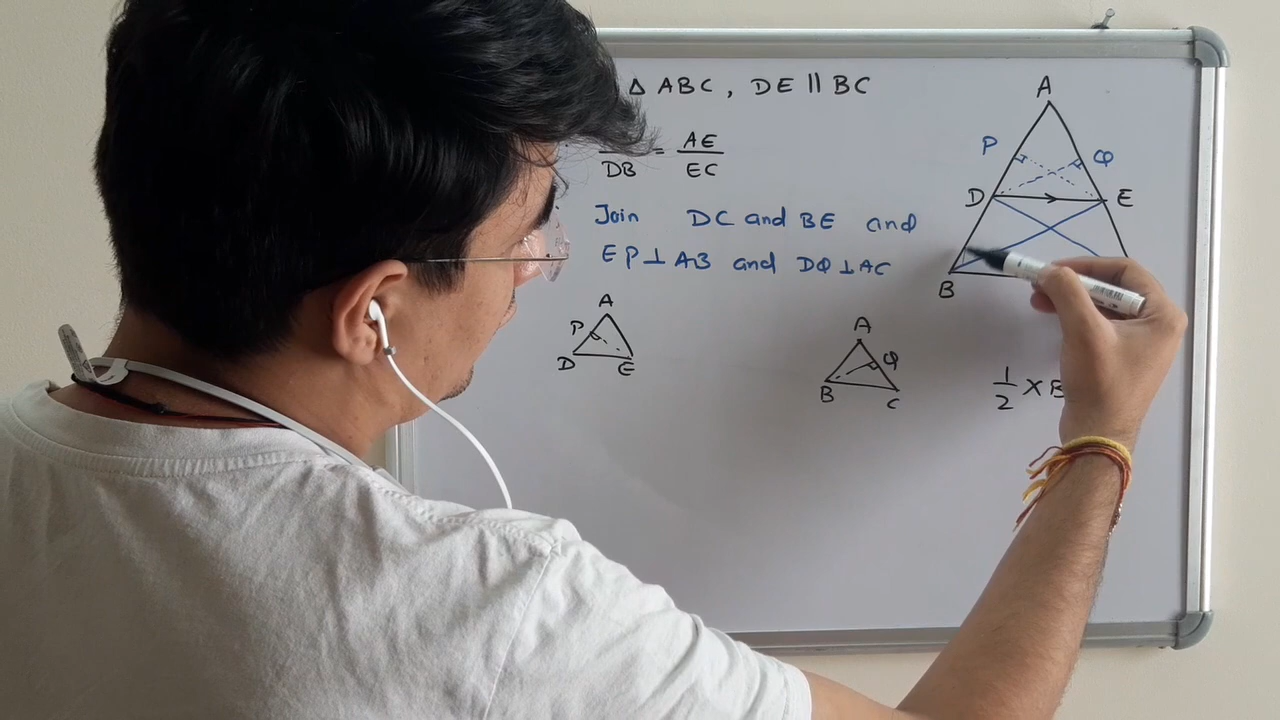 △ ABC, DE || BC
DB = AE / EC
Join DC and BE and
EP ⊥ AB and DQ ⊥ AC
A
P
D E
A
Q
B C
1/2 × B
A
P Q
D E
B